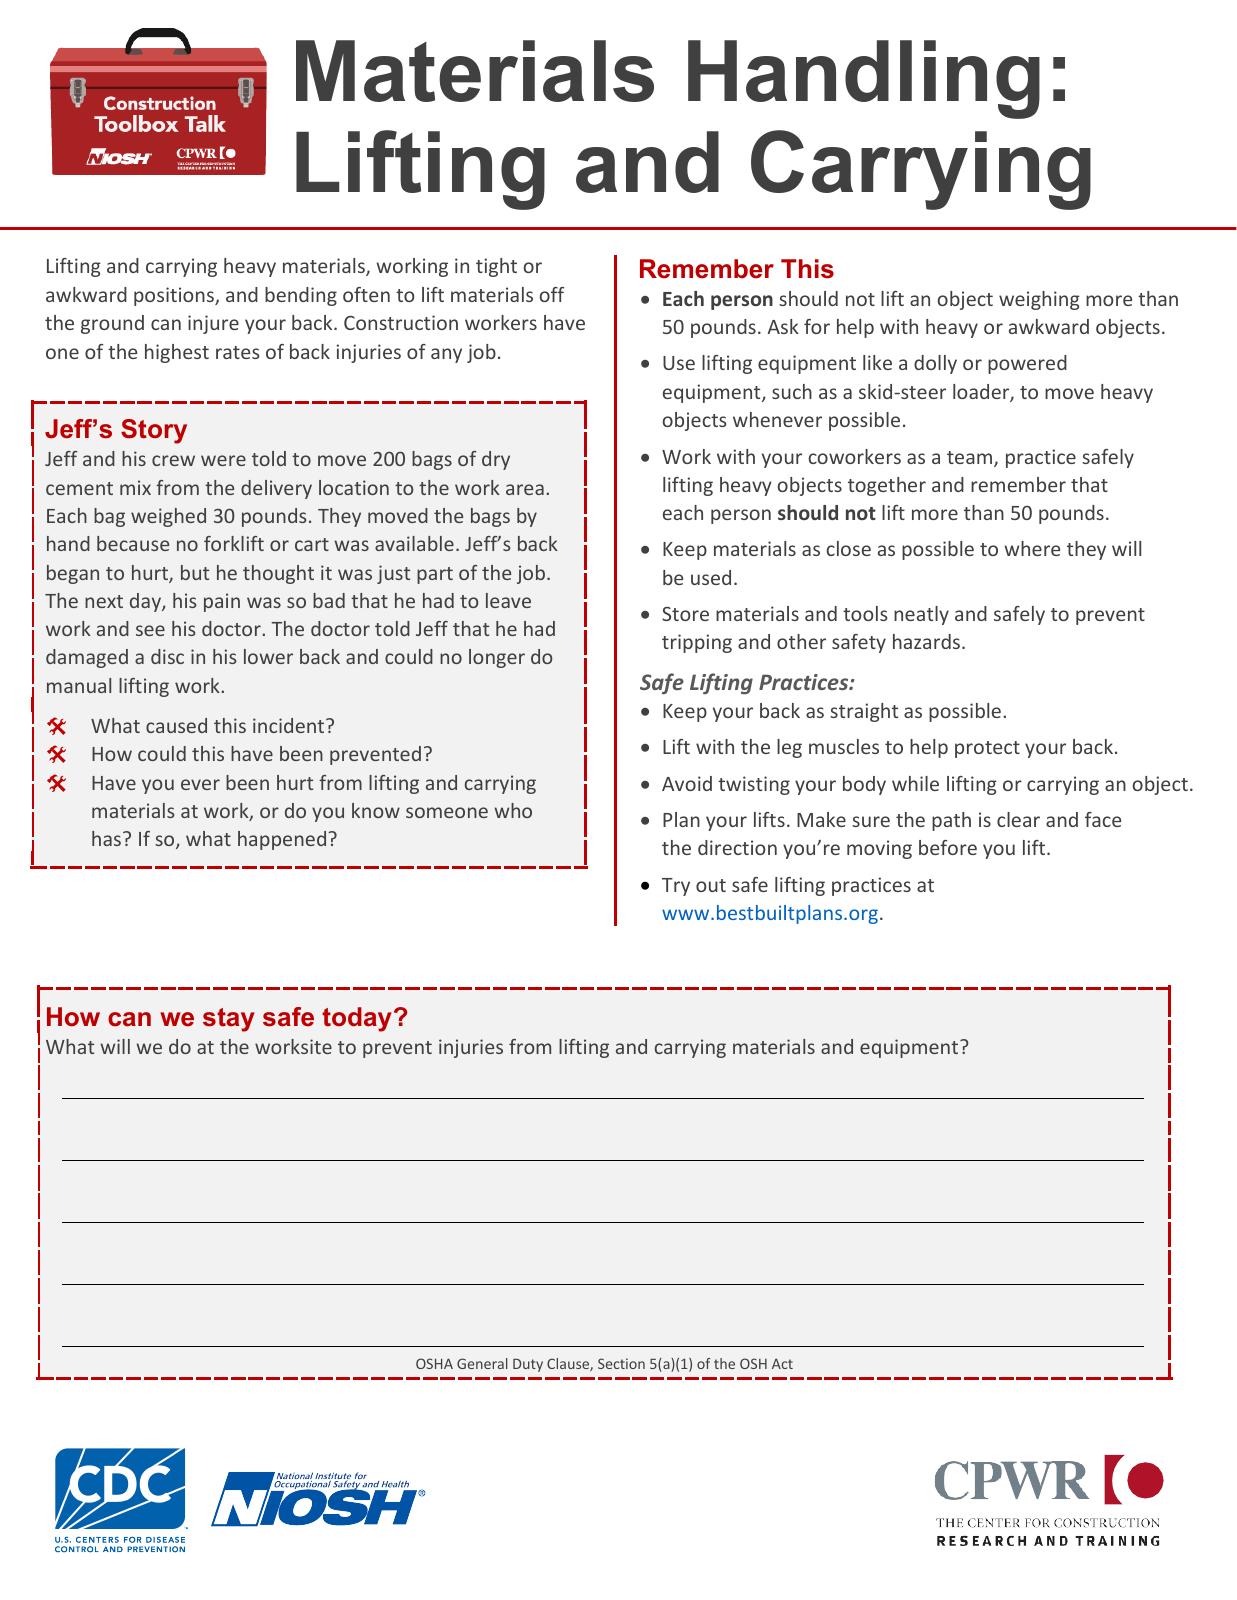 Construction
Toolbox Talk
NIOSH
CPWR
THE CENTER FOR CONSTRUCTION
RESEARCH AND TRAINING
Materials Handling:
Lifting and Carrying
Lifting and carrying heavy materials, working in tight or
awkward positions, and bending often to lift materials off
the ground can injure your back. Construction workers have
one of the highest rates of back injuries of any job.
Jeff’s Story
Jeff and his crew were told to move 200 bags of dry
cement mix from the delivery location to the work area.
Each bag weighed 30 pounds. They moved the bags by
hand because no forklift or cart was available. Jeff’s back
began to hurt, but he thought it was just part of the job.
The next day, his pain was so bad that he had to leave
work and see his doctor. The doctor told Jeff that he had
damaged a disc in his lower back and could no longer do
manual lifting work.
What caused this incident?
How could this have been prevented?
Have you ever been hurt from lifting and carrying
materials at work, or do you know someone who
has? If so, what happened?
Remember This
• Each person should not lift an object weighing more than
50 pounds. Ask for help with heavy or awkward objects.
• Use lifting equipment like a dolly or powered
equipment, such as a skid-steer loader, to move heavy
objects whenever possible.
• Work with your coworkers as a team, practice safely
lifting heavy objects together and remember that
each person should not lift more than 50 pounds.
• Keep materials as close as possible to where they will
be used.
• Store materials and tools neatly and safely to prevent
tripping and other safety hazards.
Safe Lifting Practices:
• Keep your back as straight as possible.
• Lift with the leg muscles to help protect your back.
• Avoid twisting your body while lifting or carrying an object.
• Plan your lifts. Make sure the path is clear and face
the direction you’re moving before you lift.
• Try out safe lifting practices at
www.bestbuiltplans.org.
How can we stay safe today?
What will we do at the worksite to prevent injuries from lifting and carrying materials and equipment?
OSHA General Duty Clause, Section 5(a)(1) of the OSH Act
CDC
U.S. CENTERS FOR DISEASE
CONTROL AND PREVENTION
National Institute for
Occupational Safety and Health
NIOSH®
CPWR
THE CENTER FOR CONSTRUCTION
RESEARCH AND TRAINING